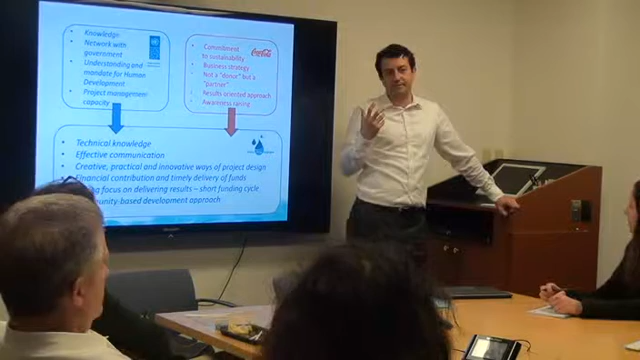 • Knowledge
• Network with
government
• Understanding and
mandate for Human
Development
• Project management
capacity
• Commitment
to sustainability
• Business strategy
• Not a "donor" but a
"partner"
• Results oriented approach
• Awareness raising
Coca-Cola
• Technical knowledge
• Effective communication
• Creative, practical and innovative ways of project design
Financial contribution and timely delivery of funds
focus on delivering results – short funding cycle
based development approach